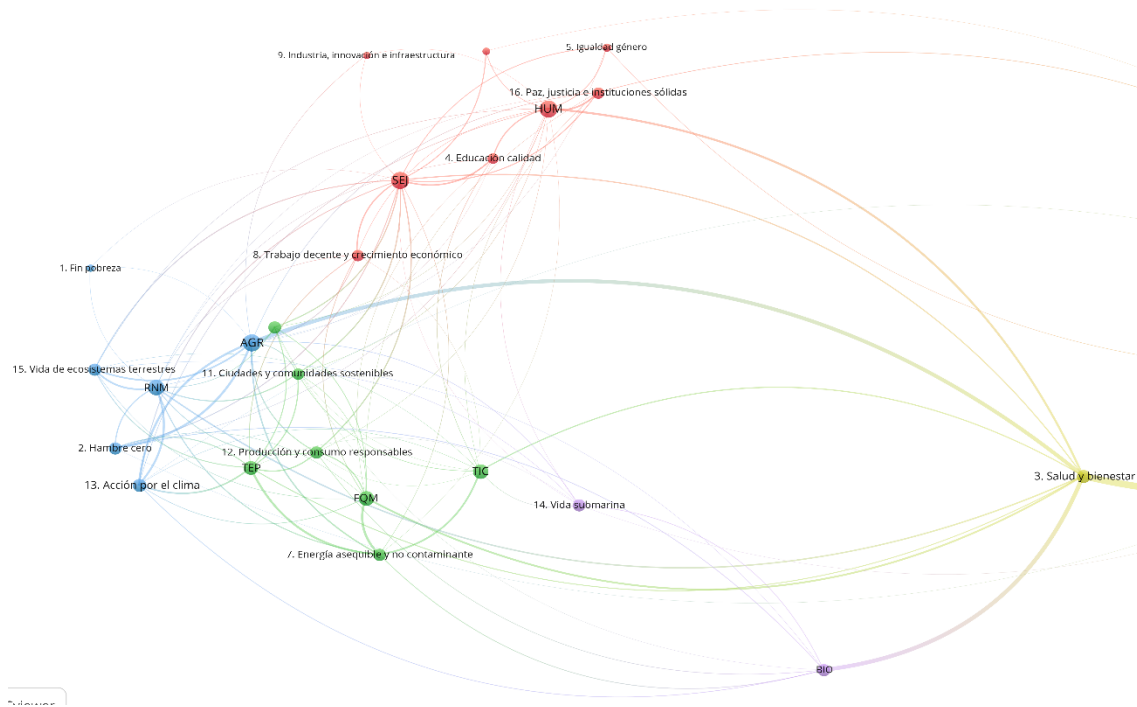 5. Igualdad género
9. Industria, innovación e infraestructura
16. Paz, justicia e instituciones sólidas
HUM
4. Educación calidad
SEJ
8. Trabajo decente y crecimiento económico
1. Fin pobreza
AGR
15. Vida de ecosistemas terrestres
11. Ciudades y comunidades sostenibles
RNM
2. Hambre cero
12. Producción y consumo responsables
TEP
TIC
3. Salud y bienestar
13. Acción por el clima
FQM
14. Vida submarina
7. Energía asequible y no contaminante
BIO